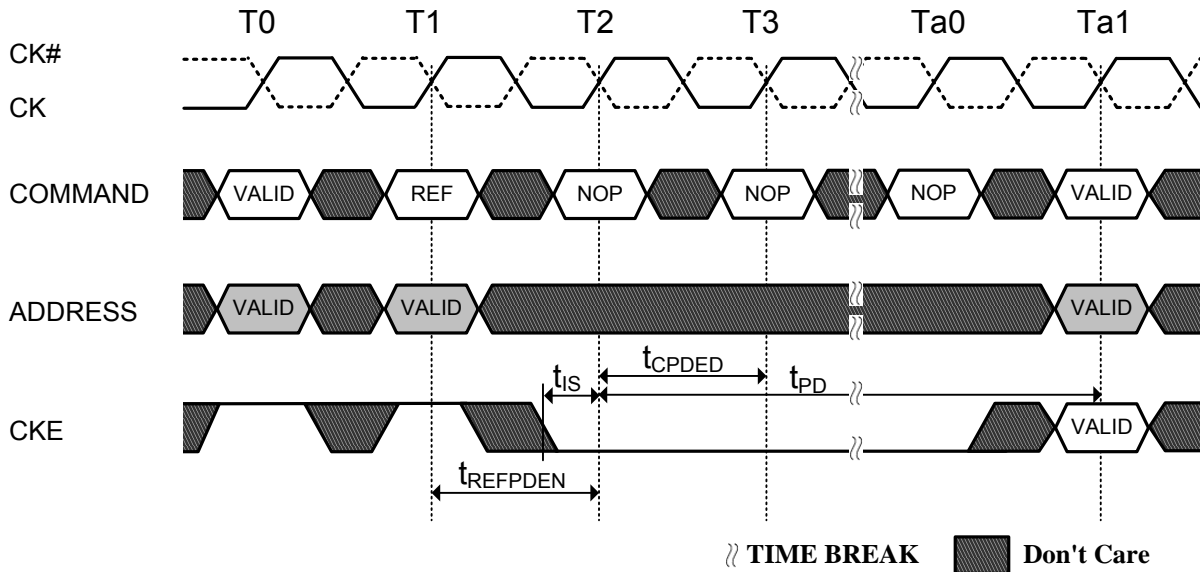 T0 T1 T2 T3 Ta0 Ta1
CK#
CK
COMMAND VALID REF NOP NOP NOP VALID
ADDRESS VALID VALID VALID
tIS tCPDED tPD
CKE VALID
tREFPDEN
TIME BREAK Don't Care